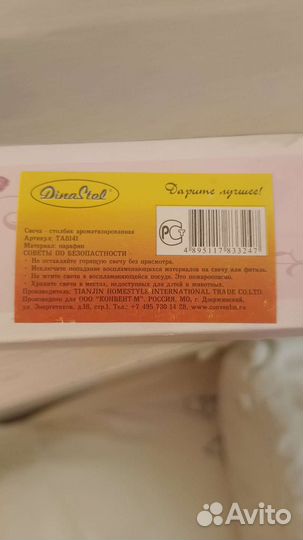 DinaStol
Дарите лучшее!
Свеча - столбик ароматизированная
Артикул: TA8141
Материал: парафин
СОВЕТЫ ПО БЕЗОПАСНОСТИ
- Не оставляйте горящую свечу без присмотра.
- Исключите попадание воспламеняющихся материалов на свечу или фитиль.
- Не жгите свечи в воспламеняющейся посуде. Это пожароопасно.
- Храните свечи в местах, недоступных для детей и животных.
Производитель: TIANJIN HOMESTYLE INTERNATIONAL TRADE CO.LTD.
Произведено для ООО "КОНВЕНТ-М". РОССИЯ, МО, г. Дзержинский,
ул. Энергетиков, д.18, стр.1. Тел.: +7 495 730 14 28, www.conventm.ru
4 895117 833247
Avito